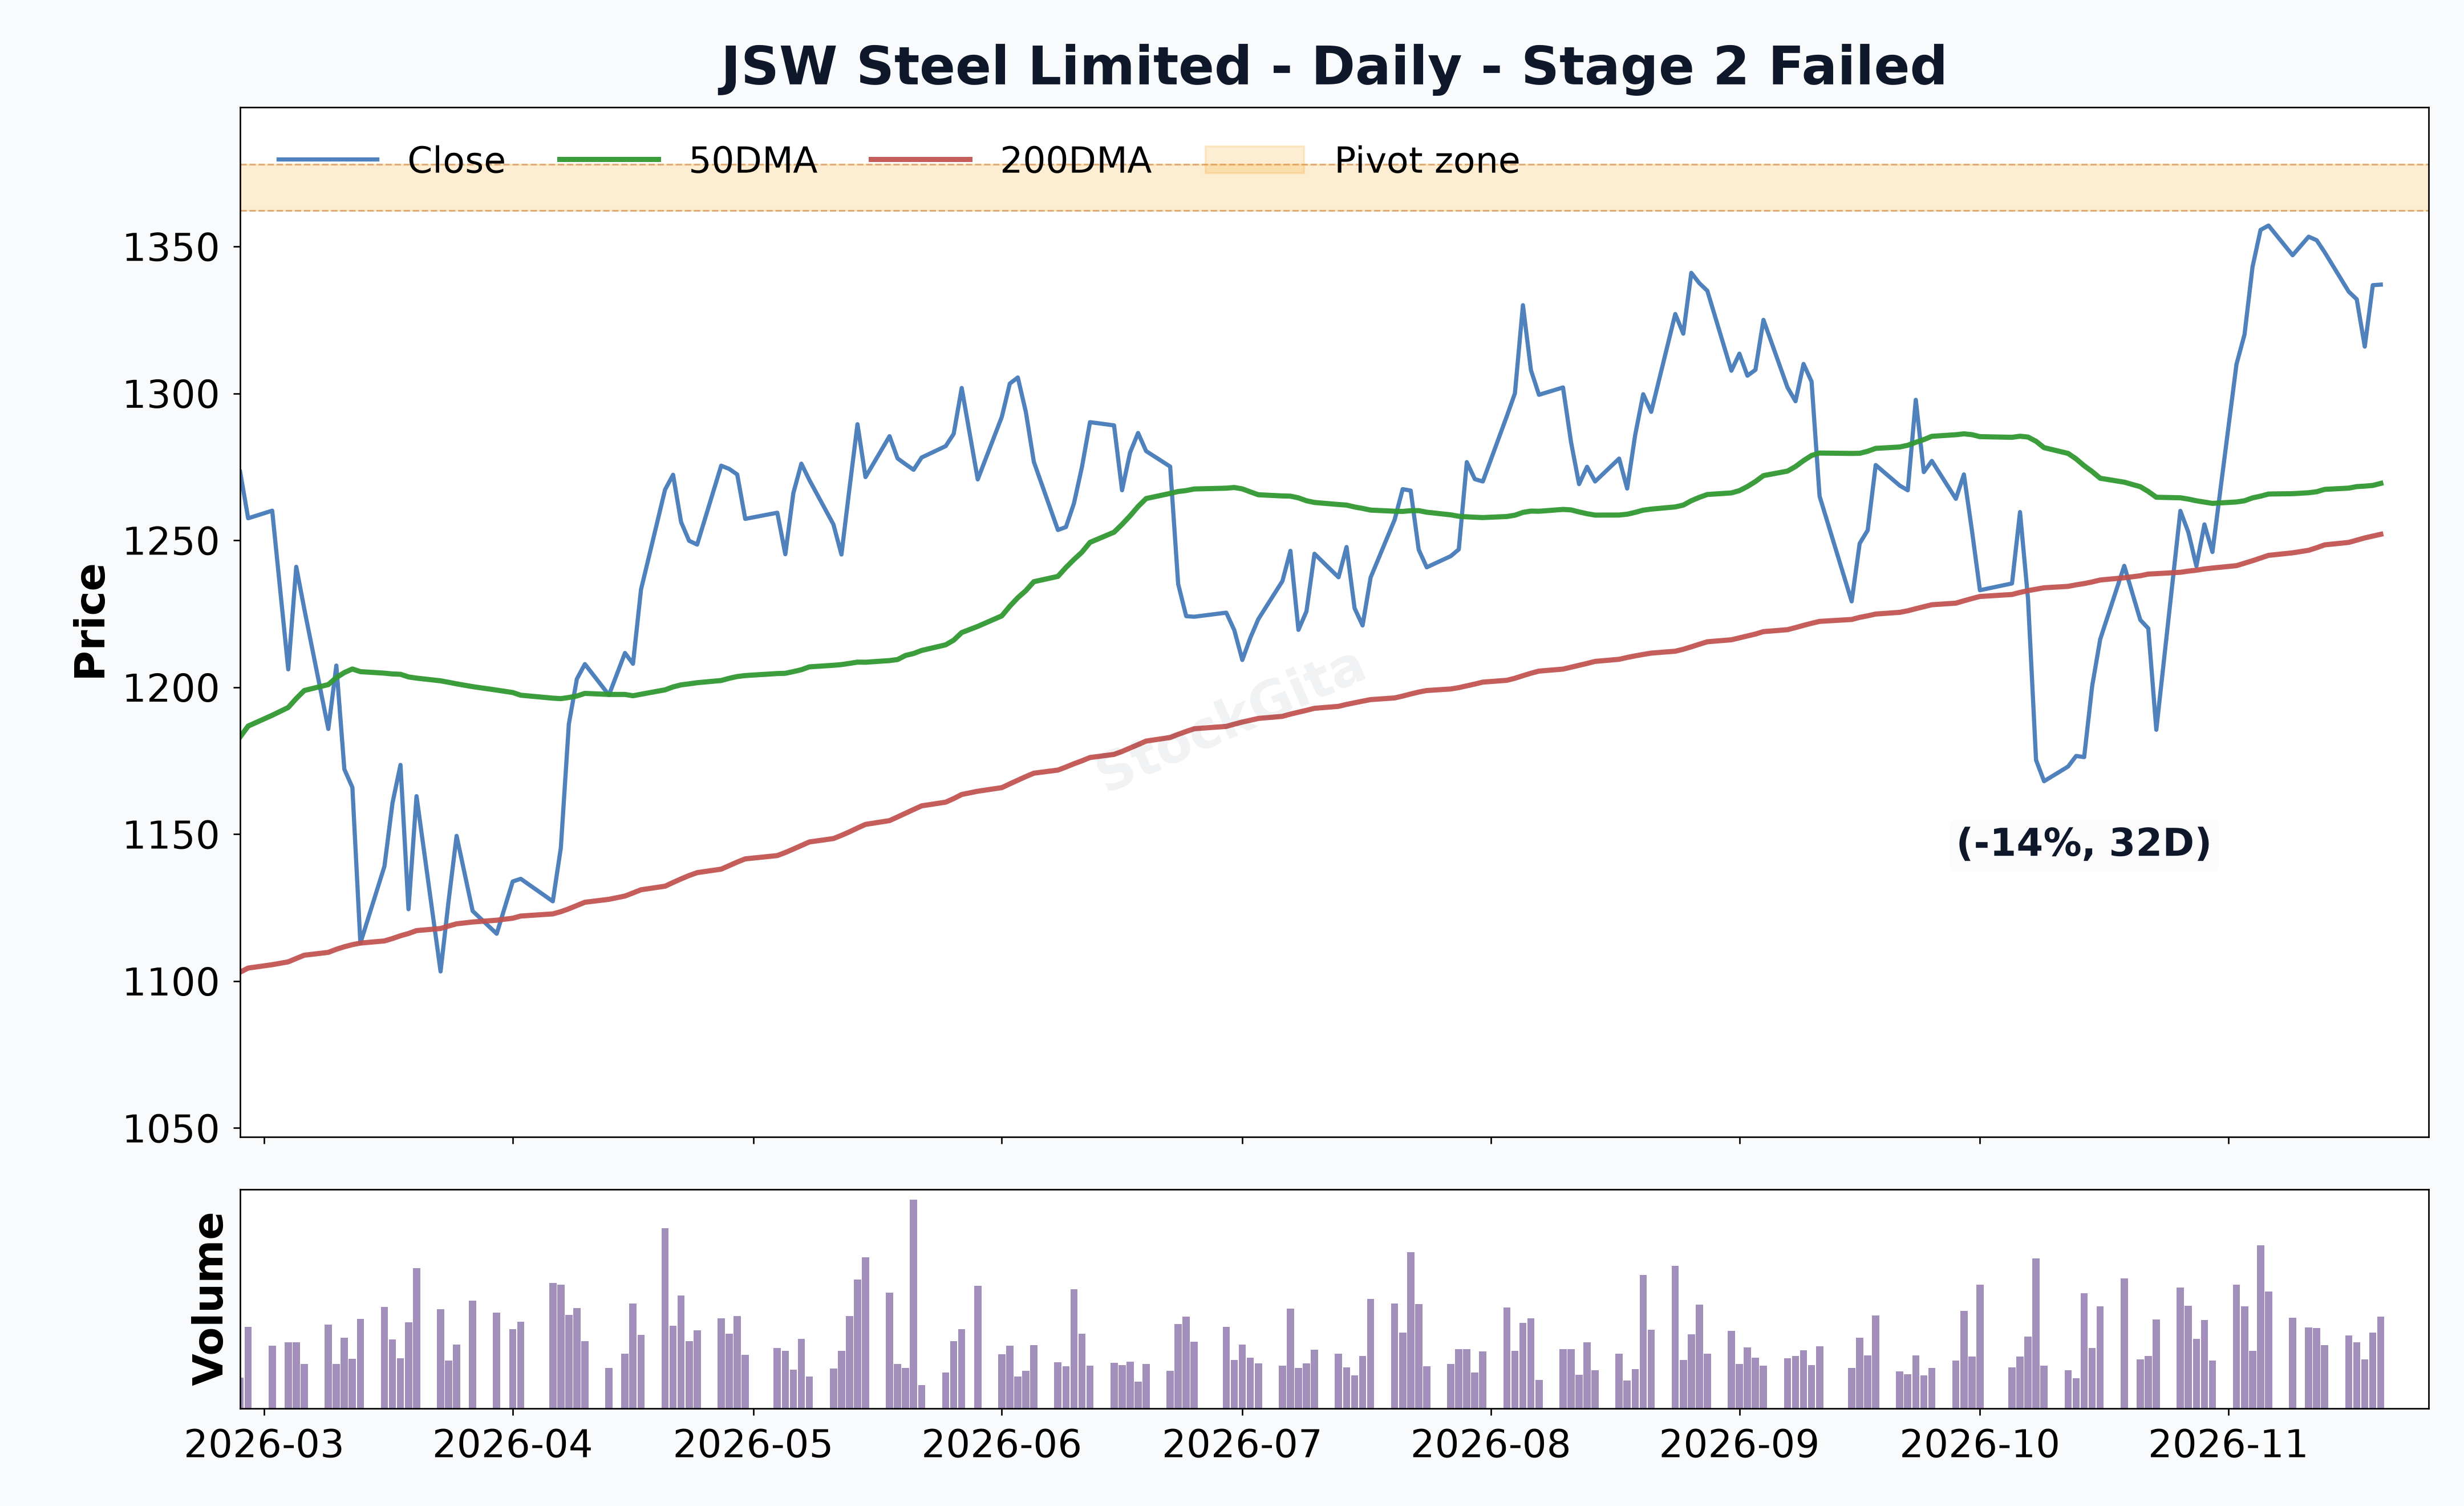 JSW Steel Limited - Daily - Stage 2 Failed
Close 50DMA 200DMA Pivot zone
Price
1350
1300
1250
1200
1150
1100
1050
StockGita
(-14%, 32D)
Volume
2026-03 2026-04 2026-05 2026-06 2026-07 2026-08 2026-09 2026-10 2026-11